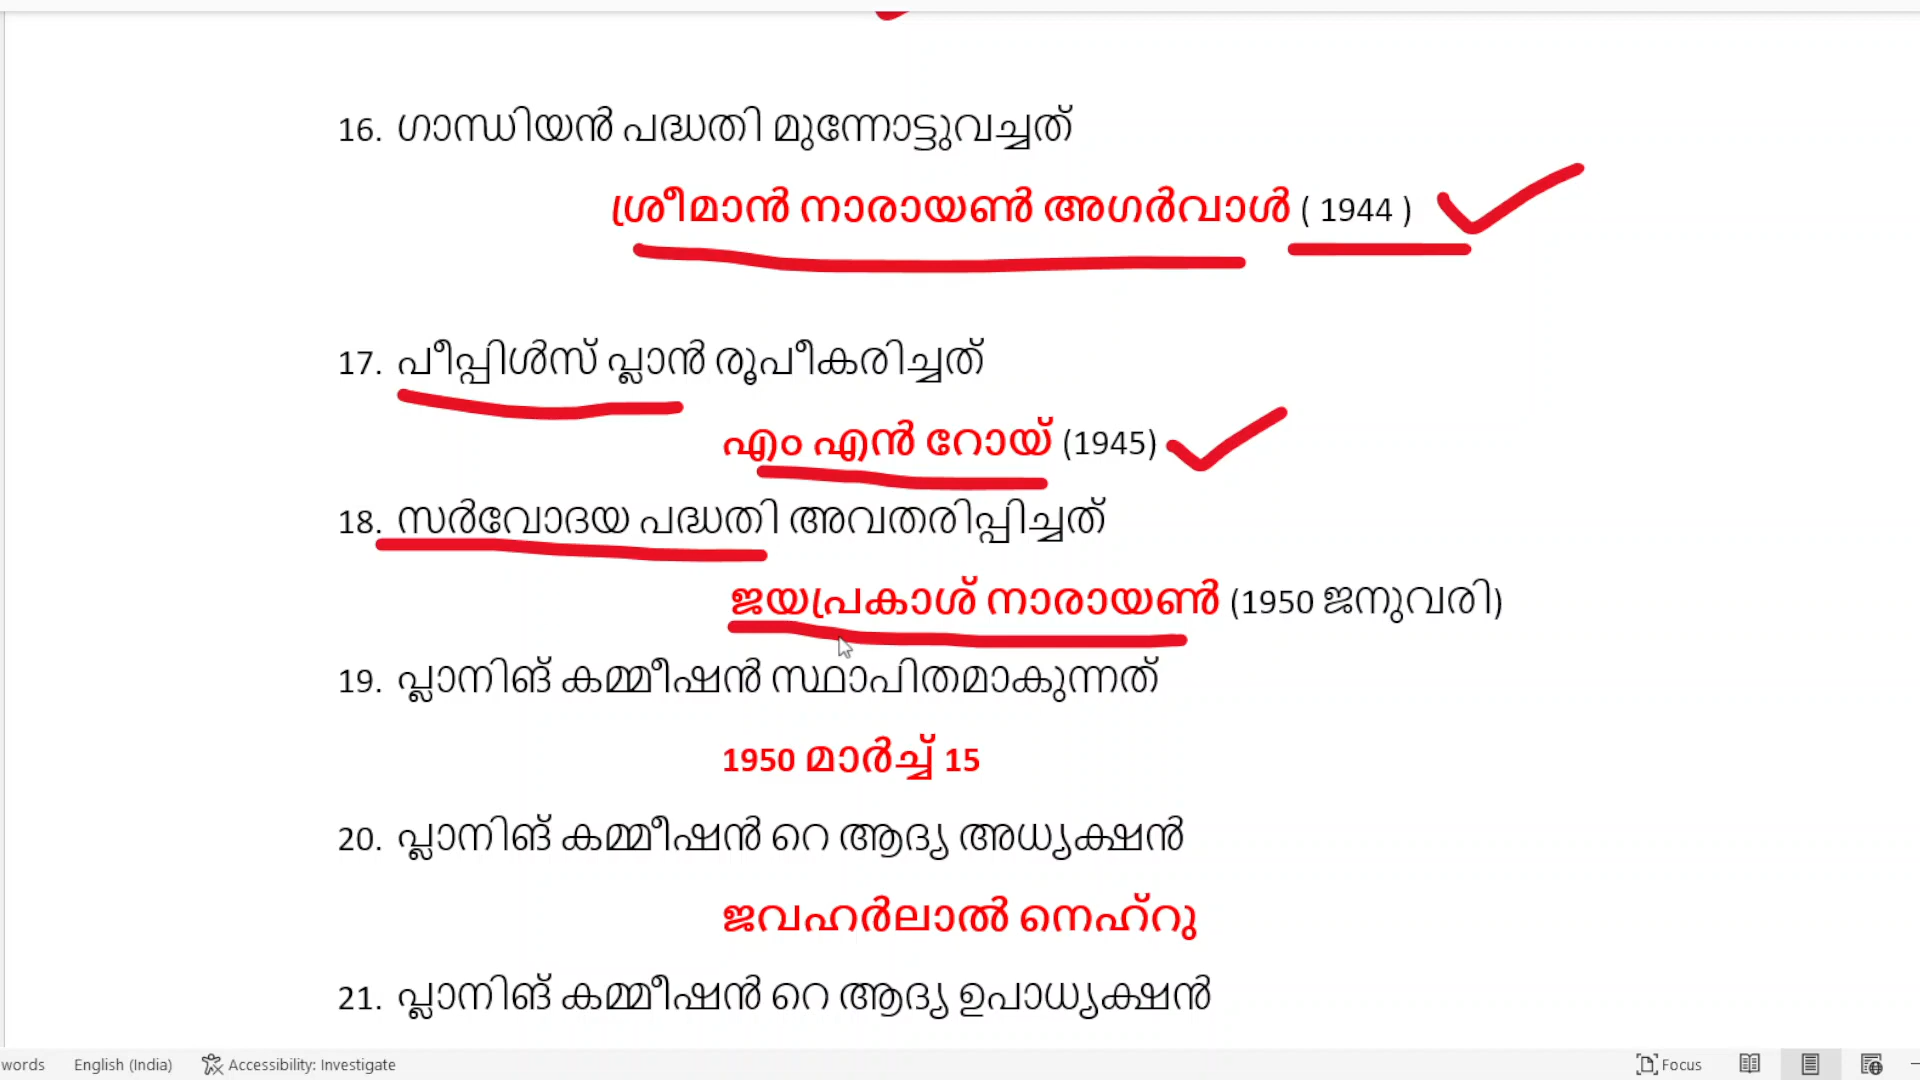 16. ഗാന്ധിയൻ പദ്ധതി മുന്നോട്ടുവച്ചത്
ശ്രീമാൻ നാരായൺ അഗർവാൾ ( 1944 )
17. പീപ്പിൾസ് പ്ലാൻ രൂപീകരിച്ചത്
എം എൻ റോയ് (1945)
18. സർവോദയ പദ്ധതി അവതരിപ്പിച്ചത്
ജയപ്രകാശ് നാരായൺ (1950 ജനുവരി)
19. പ്ലാനിങ് കമ്മീഷൻ സ്ഥാപിതമാകുന്നത്
1950 മാർച്ച് 15
20. പ്ലാനിങ് കമ്മീഷൻ റെ ആദ്യ അധ്യക്ഷൻ
ജവഹർലാൽ നെഹ്റു
21. പ്ലാനിങ് കമ്മീഷൻ റെ ആദ്യ ഉപാധ്യക്ഷൻ
words English (India) Accessibility: Investigate Focus